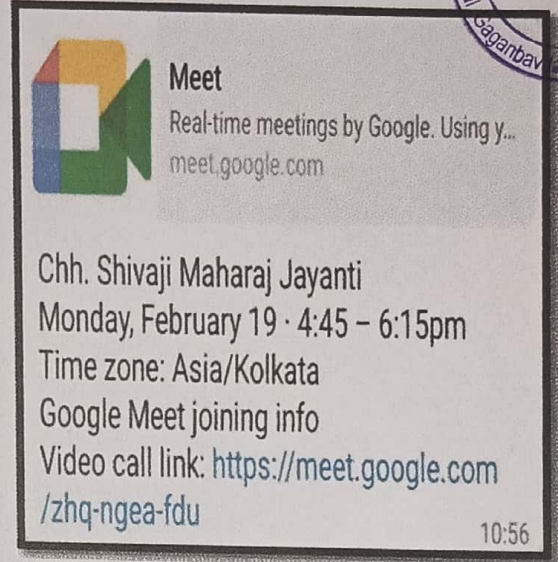 Gaganbav
Meet
Real-time meetings by Google. Using y...
meet.google.com
Chh. Shivaji Maharaj Jayanti
Monday, February 19 · 4:45 – 6:15pm
Time zone: Asia/Kolkata
Google Meet joining info
Video call link: https://meet.google.com
/zhq-ngea-fdu
10:56